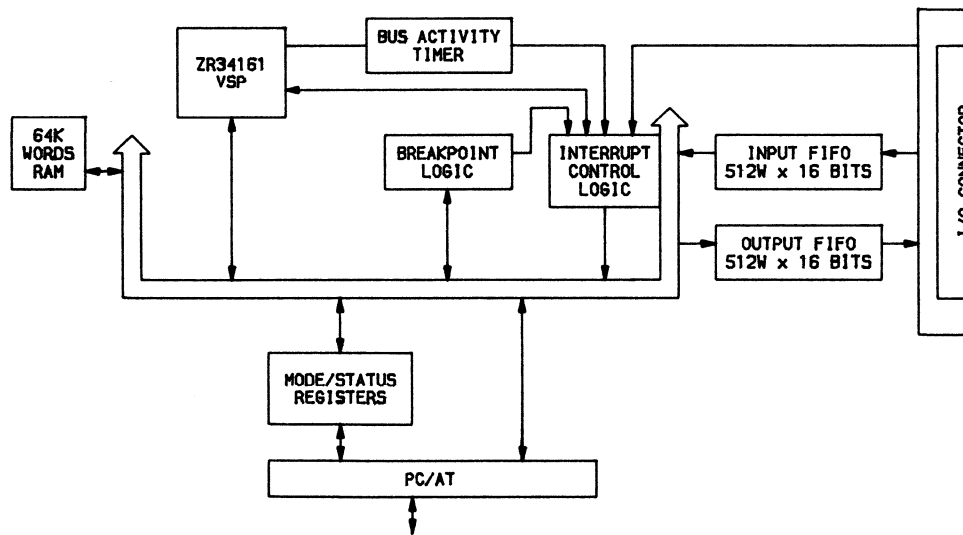 ZR34161
VSP
BUS ACTIVITY
TIMER
64K
WORDS
RAM
BREAKPOINT
LOGIC
INTERRUPT
CONTROL
LOGIC
INPUT FIFO
512W x 16 BITS
OUTPUT FIFO
512W x 16 BITS
I/O CONNECTOR
MODE/STATUS
REGISTERS
PC/AT